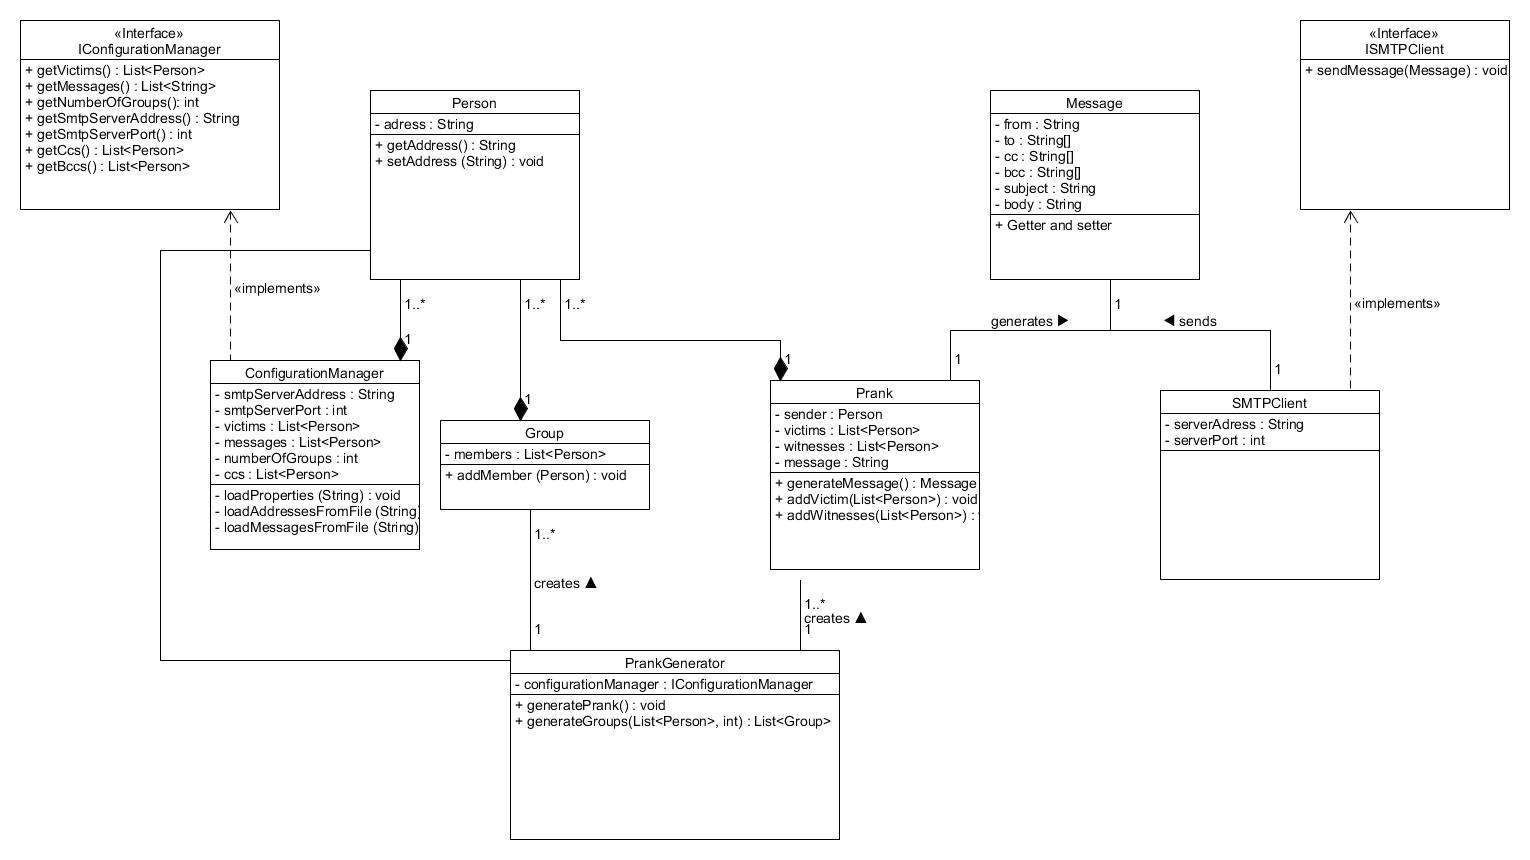 «Interface»
IConfigurationManager
+ getVictims() : List<Person>
+ getMessages() : List<String>
+ getNumberOfGroups(): int
+ getSmtpServerAddress() : String
+ getSmtpServerPort() : int
+ getCcs() : List<Person>
+ getBccs() : List<Person>
Person
- adress : String
+ getAddress() : String
+ setAddress (String) : void
Message
- from : String
- to : String[]
- cc : String[]
- bcc : String[]
- subject : String
- body : String
+ Getter and setter
«Interface»
ISMTPClient
+ sendMessage(Message) : void
«implements»
1..*
1
1..*
1
1..*
1
1
generates ►
◄ sends
1
1
«implements»
ConfigurationManager
- smtpServerAddress : String
- smtpServerPort : int
- victims : List<Person>
- messages : List<Person>
- numberOfGroups : int
- ccs : List<Person>
- loadProperties (String) : void
- loadAddressesFromFile (String)
- loadMessagesFromFile (String)
Group
- members : List<Person>
+ addMember (Person) : void
Prank
- sender : Person
- victims : List<Person>
- witnesses : List<Person>
- message : String
+ generateMessage() : Message
+ addVictim(List<Person>) : void
+ addWitnesses(List<Person>) :
SMTPClient
- serverAdress : String
- serverPort : int
1..*
creates ▲
1
1..*
creates ▲
1
PrankGenerator
- configurationManager : IConfigurationManager
+ generatePrank() : void
+ generateGroups(List<Person>, int) : List<Group>